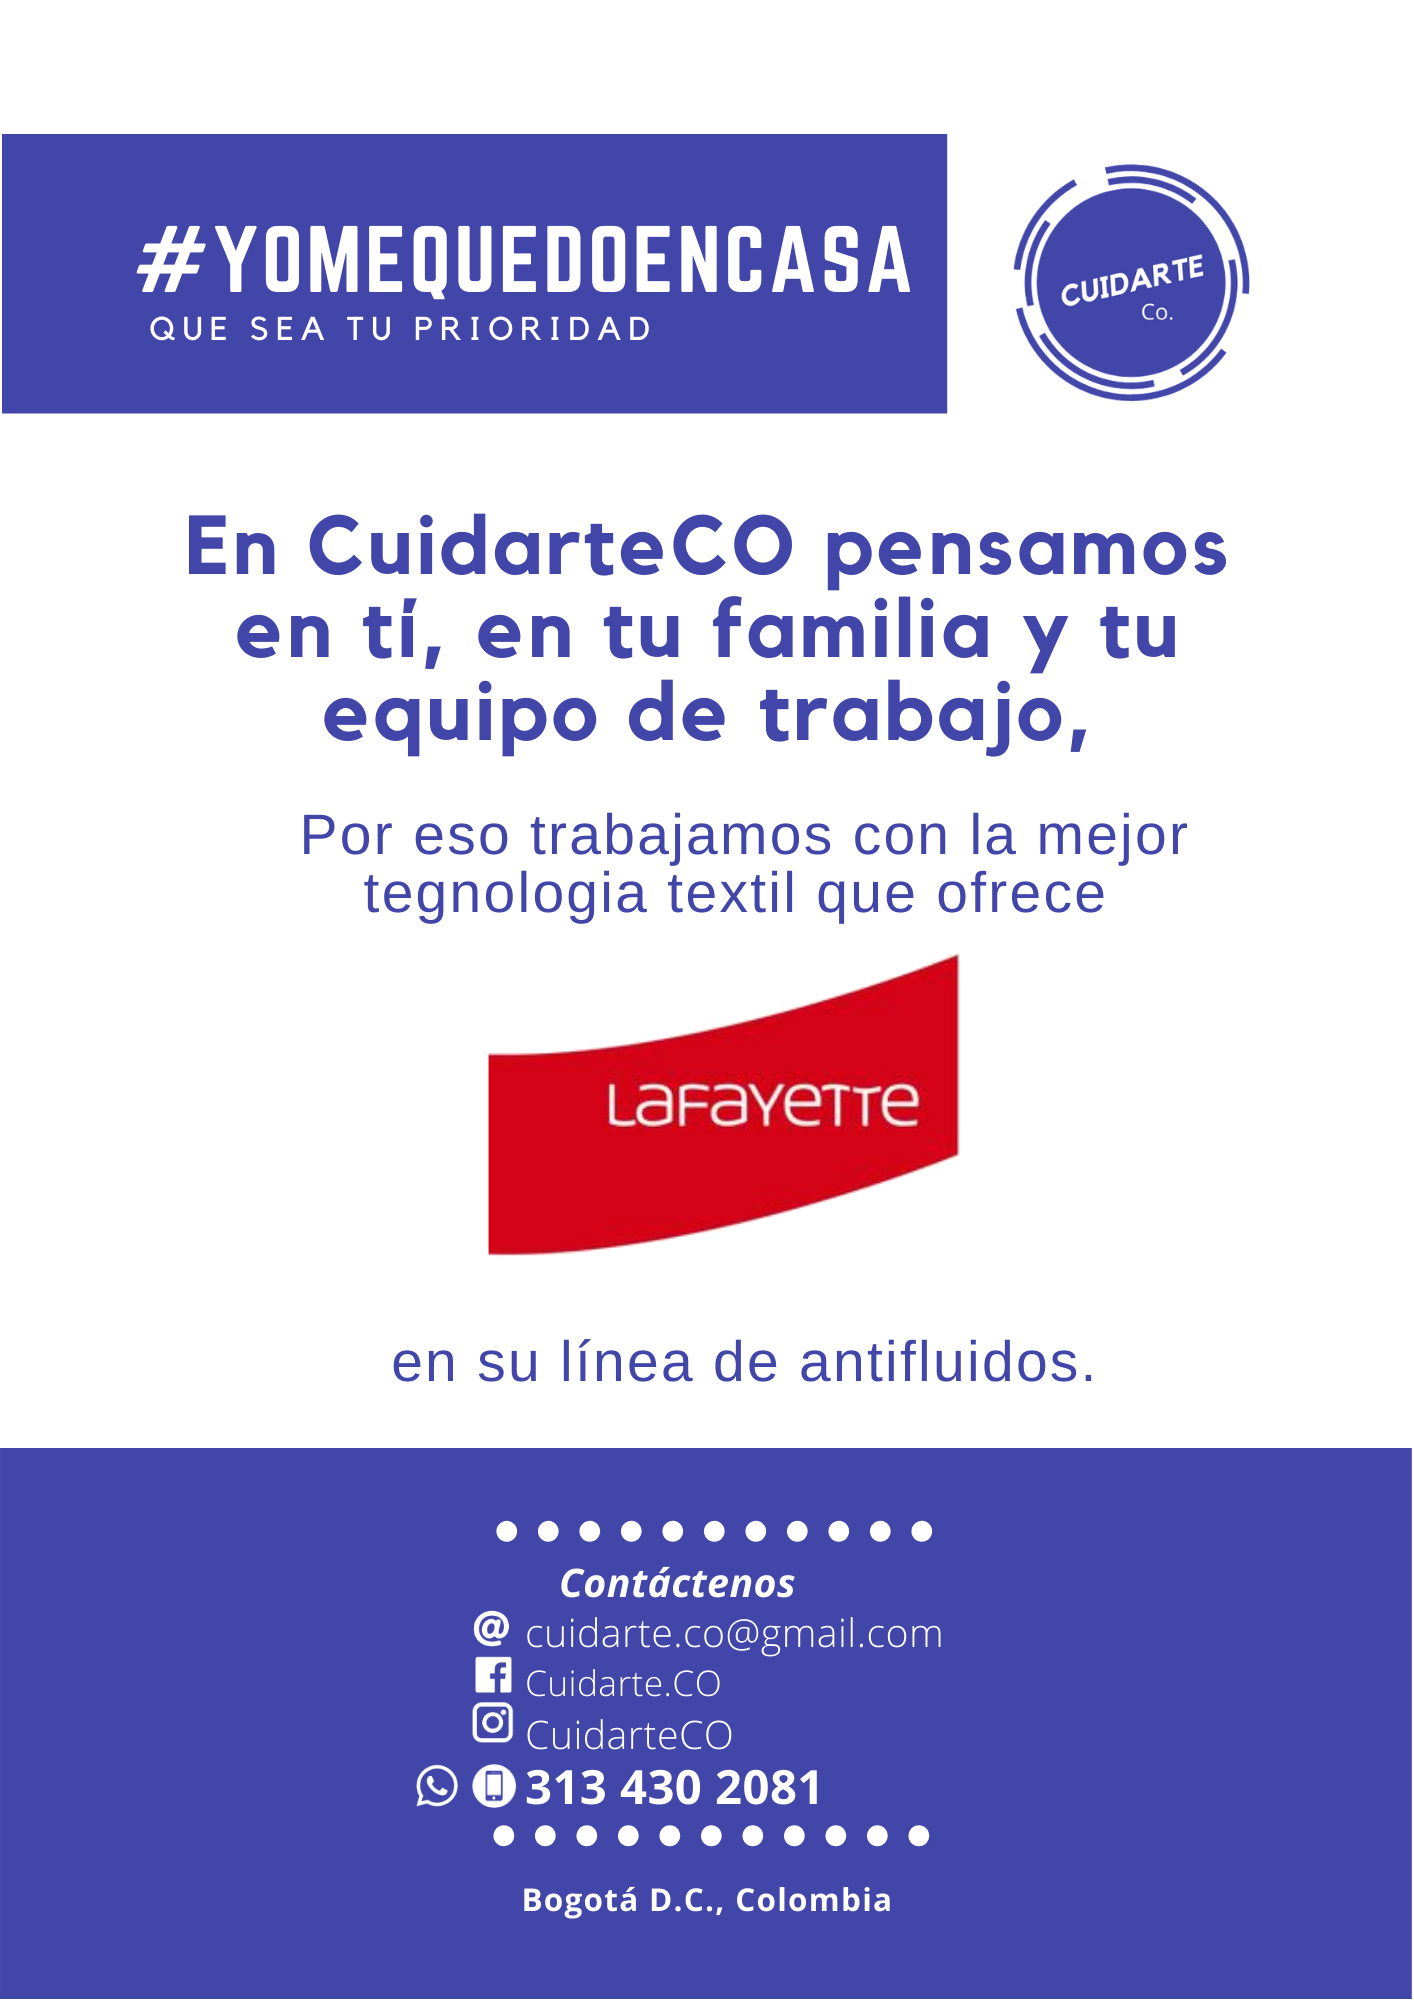 #YOMEQUEDOENCASA
QUE SEA TU PRIORIDAD
CUIDARTE
Co.
En CuidarteCO pensamos
en tí, en tu familia y tu
equipo de trabajo,
Por eso trabajamos con la mejor
tegnologia textil que ofrece
LaFaYeTTe
en su línea de antifluidos.
Contáctenos
@ cuidarte.co@gmail.com
Cuidarte.CO
CuidarteCO
313 430 2081
Bogotá D.C., Colombia